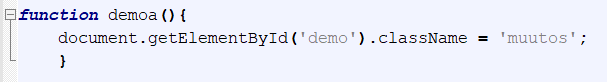 function demoa(){
document.getElementById('demo').className = 'muutos';
}